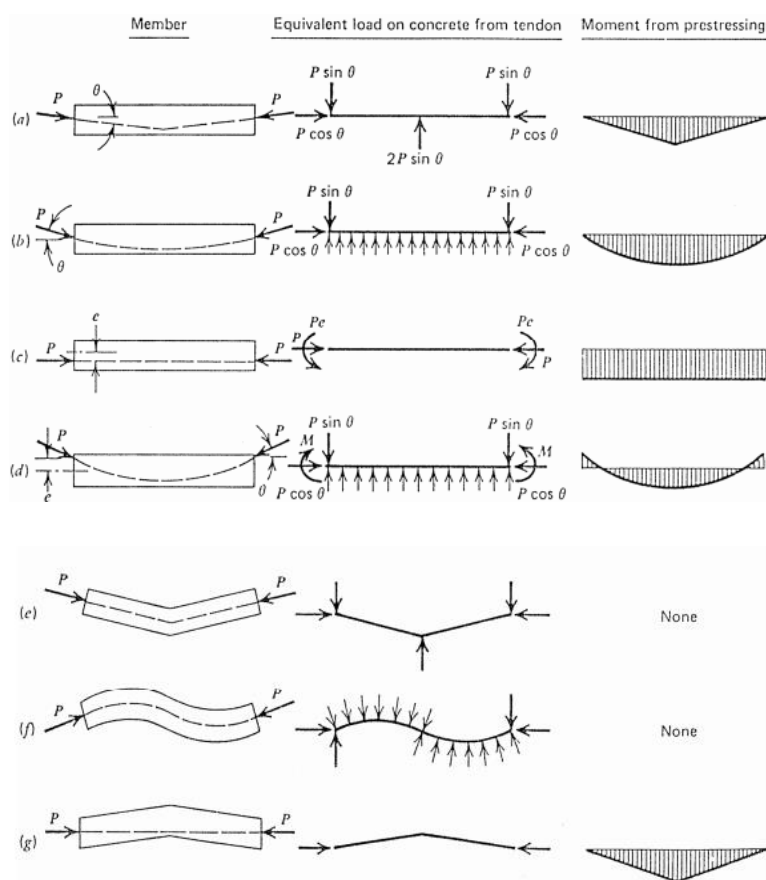 Member Equivalent load on concrete from tendon Moment from prestressing
P sin θ P sin θ
P θ P
(a) P cos θ P cos θ
2P sin θ
P sin θ P sin θ
P P
(b) P cos θ P cos θ
θ
e Pe Pe
P P P P
(c)
P P P sin θ P sin θ
M M
(d)
e θ P cos θ P cos θ
P P
(e) None
P P
(f) None
P P
(g)